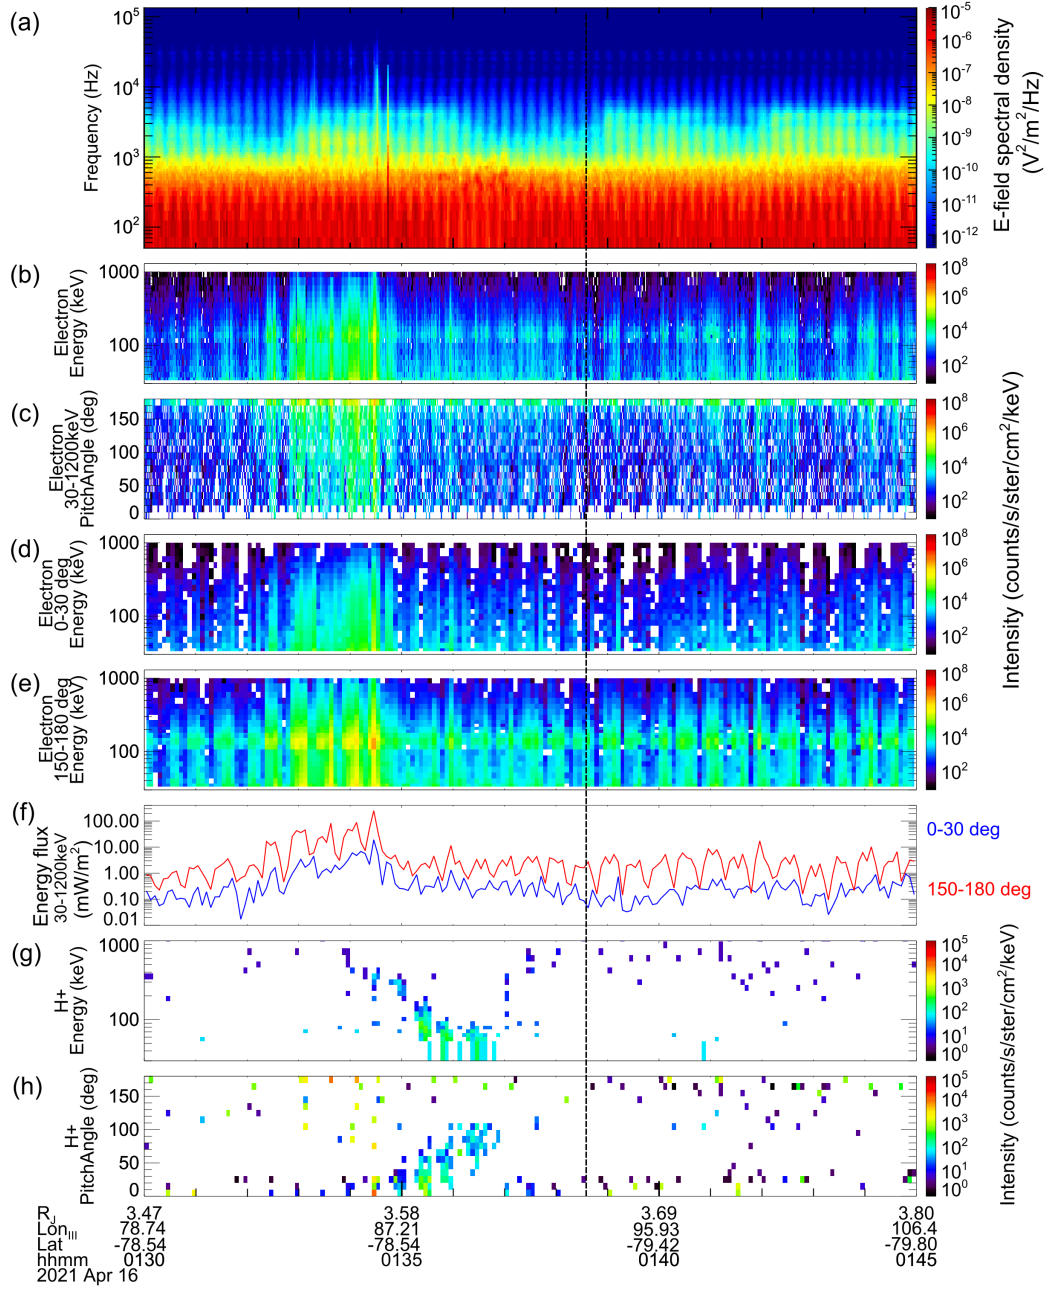 (a)
Frequency (Hz)
10^5
10^4
10^3
10^2
10^-5
10^-6
10^-7
10^-8
10^-9
10^-10
10^-11
10^-12
E-field spectral density
(V^2/m^2/Hz)
(b)
Electron
Energy (keV)
1000
100
10^8
10^6
10^4
10^2
(c)
Electron
30-1200keV
PitchAngle (deg)
150
100
50
0
10^8
10^6
10^4
10^2
(d)
Electron
0-30 deg
Energy (keV)
1000
100
10^8
10^6
10^4
10^2
Intensity (counts/s/ster/cm^2/keV)
(e)
Electron
150-180 deg
Energy (keV)
1000
100
10^8
10^6
10^4
10^2
(f)
Energy flux
30-1200keV
(mW/m^2)
100.00
10.00
1.00
0.10
0.01
0-30 deg
150-180 deg
(g)
H+
Energy (keV)
1000
100
10^5
10^4
10^3
10^2
10^1
10^0
(h)
H+
PitchAngle (deg)
150
100
50
0
10^5
10^4
10^3
10^2
10^1
10^0
Intensity (counts/s/ster/cm^2/keV)
R_J 3.47 3.58 3.69 3.80
Lon_III 78.74 87.21 95.93 106.4
Lat -78.54 -78.54 -79.42 -79.80
hhmm 0130 0135 0140 0145
2021 Apr 16